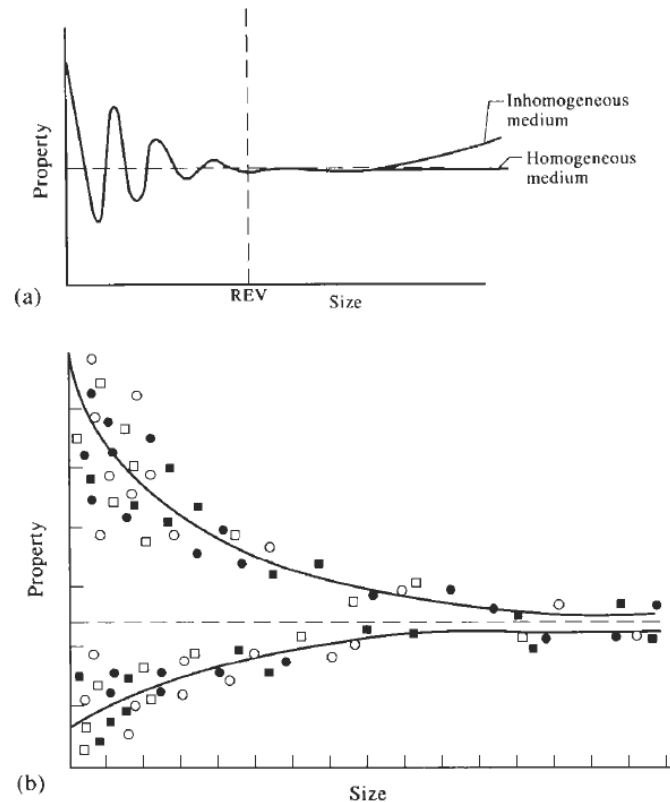 Property
Inhomogeneous
medium
Homogeneous
medium
(a)
REV
Size
Property
(b)
Size